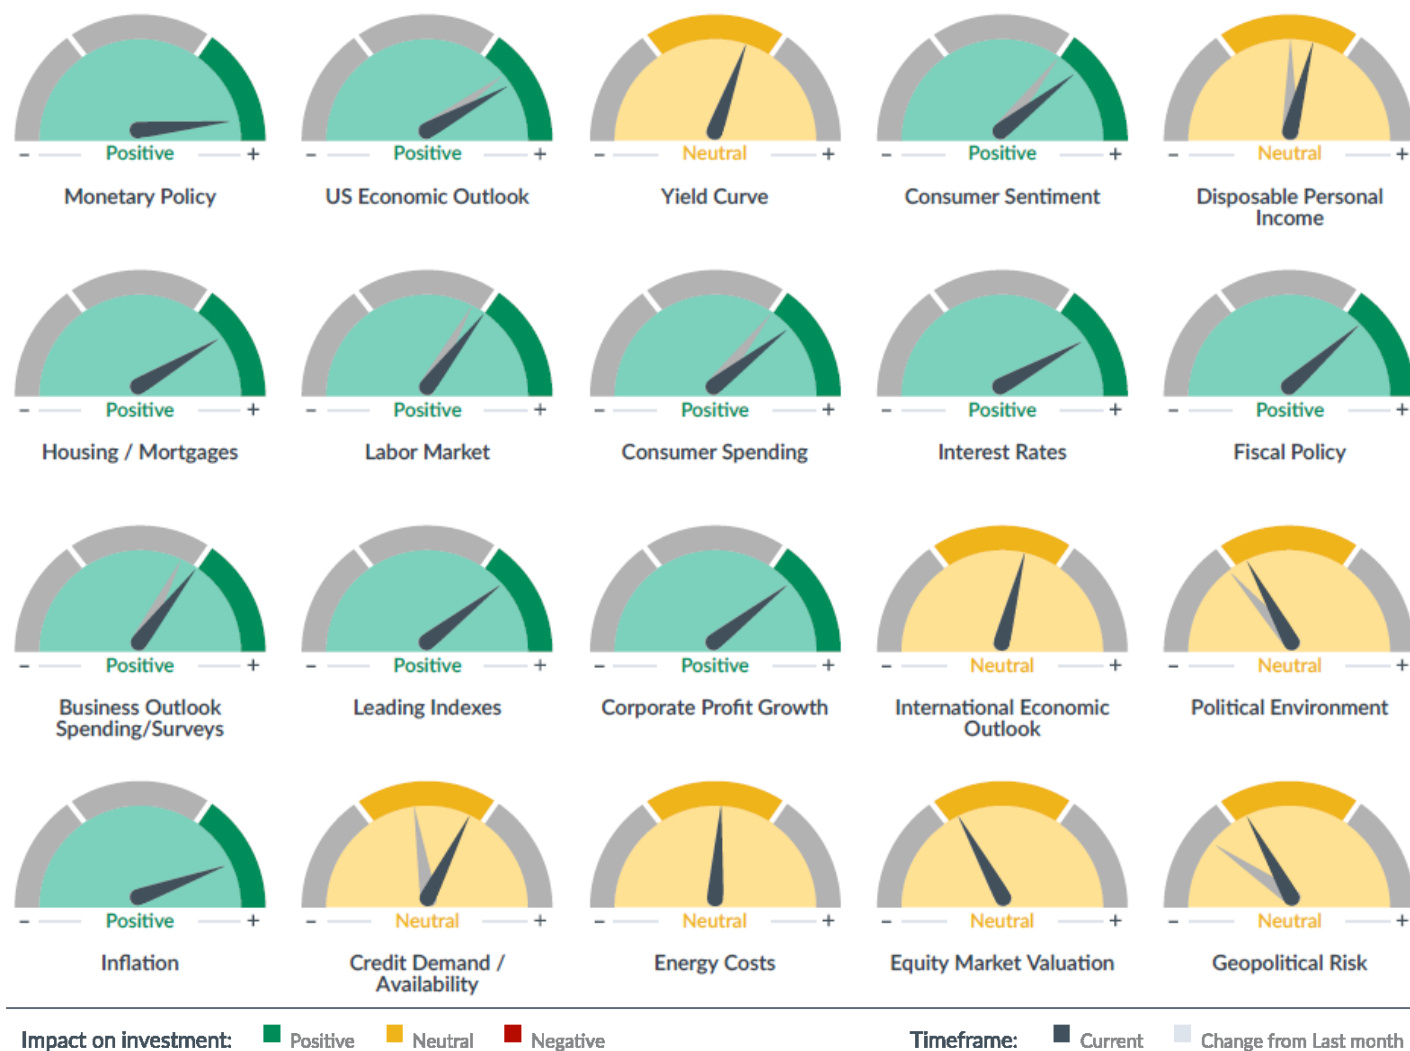 - Positive +
- Positive +
- Neutral +
- Positive +
- Neutral +
Monetary Policy
US Economic Outlook
Yield Curve
Consumer Sentiment
Disposable Personal
Income
- Positive +
- Positive +
- Positive +
- Positive +
- Positive +
Housing / Mortgages
Labor Market
Consumer Spending
Interest Rates
Fiscal Policy
- Positive +
- Positive +
- Positive +
- Neutral +
- Neutral +
Business Outlook
Spending/Surveys
Leading Indexes
Corporate Profit Growth
International Economic
Outlook
Political Environment
- Positive +
- Neutral +
- Neutral +
- Neutral +
- Neutral +
Inflation
Credit Demand /
Availability
Energy Costs
Equity Market Valuation
Geopolitical Risk
Impact on investment: Positive Neutral Negative
Timeframe: Current Change from Last month